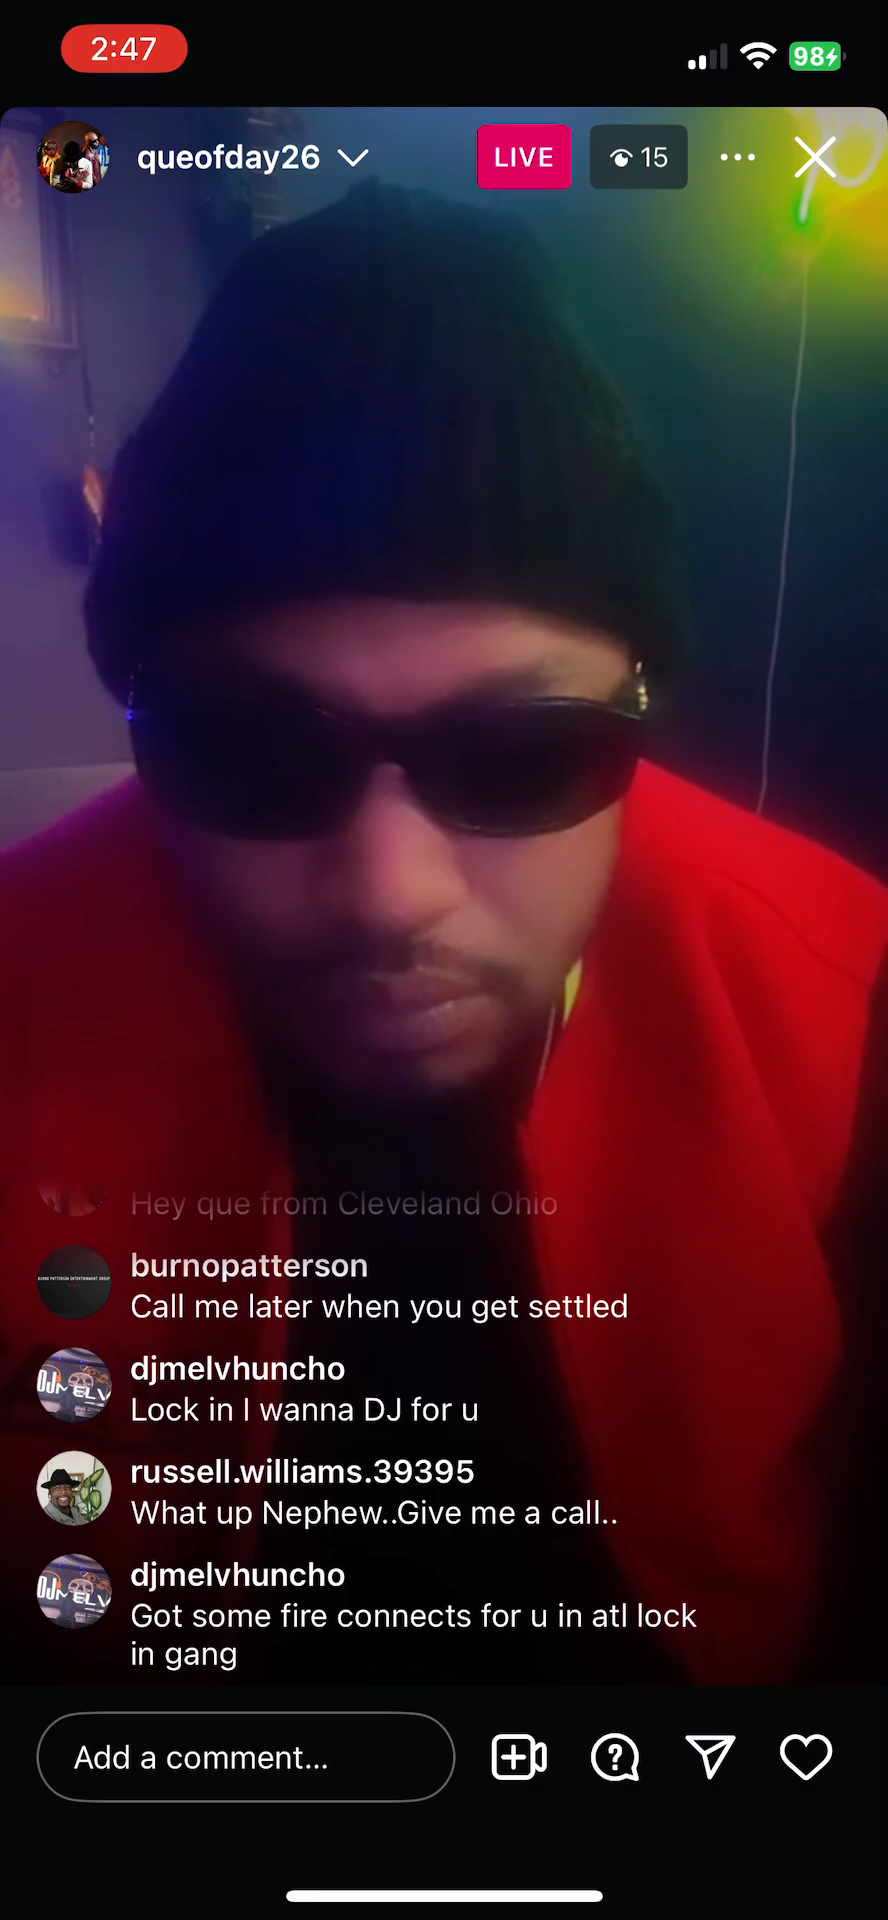 2:47
98
queofday26
LIVE
15
Hey que from Cleveland Ohio
burnopatterson
Call me later when you get settled
djmelvhuncho
Lock in I wanna DJ for u
russell.williams.39395
What up Nephew..Give me a call..
djmelvhuncho
Got some fire connects for u in atl lock
in gang
Add a comment...